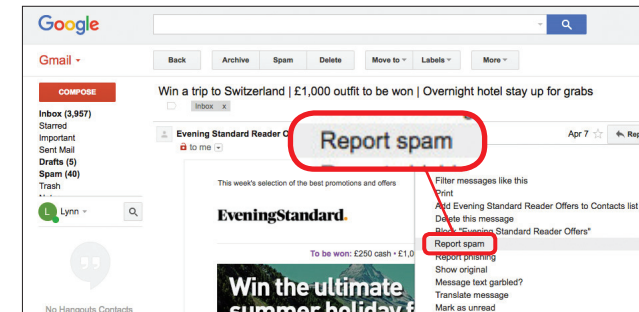 Google
Gmail
Back Archive Spam Delete Move to Labels More
COMPOSE
Win a trip to Switzerland | £1,000 outfit to be won | Overnight hotel stay up for grabs
Inbox x
Inbox (3,957)
Starred
Important
Sent Mail
Drafts (5)
Spam (40)
Trash
L Lynn
No Hangouts Contacts
Evening Standard Reader
to me
Apr 7
Report spam
This week's selection of the best promotions and offers
EveningStandard.
To be won: £250 cash •
Win the ultimate
summer holiday
Filter messages like this
Print
Add Evening Standard Reader Offers to Contacts list
Delete this message
Block "Evening Standard Reader Offers"
Report spam
Report phishing
Show original
Message text garbled?
Translate message
Mark as unread